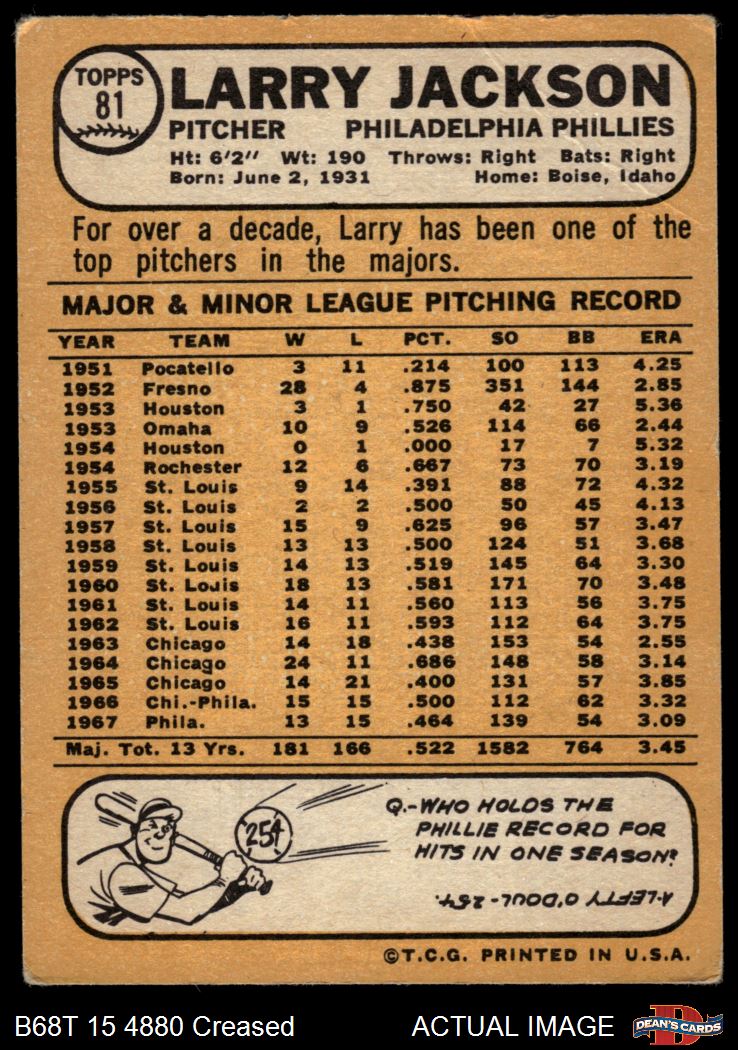 TOPPS
81
LARRY JACKSON
PITCHER PHILADELPHIA PHILLIES
Ht: 6'2" Wt: 190 Throws: Right Bats: Right
Born: June 2, 1931 Home: Boise, Idaho
For over a decade, Larry has been one of the
top pitchers in the majors.
MAJOR & MINOR LEAGUE PITCHING RECORD
YEAR TEAM W L PCT. SO BB ERA
1951 Pocatello 3 11 .214 100 113 4.25
1952 Fresno 28 4 .875 351 144 2.85
1953 Houston 3 1 .750 42 27 5.36
1953 Omaha 10 9 .526 114 66 2.44
1954 Houston 0 1 .000 17 7 5.32
1954 Rochester 12 6 .667 73 70 3.19
1955 St. Louis 9 14 .391 88 72 4.32
1956 St. Louis 2 2 .500 50 45 4.13
1957 St. Louis 15 9 .625 96 57 3.47
1958 St. Louis 13 13 .500 124 51 3.68
1959 St. Louis 14 13 .519 145 64 3.30
1960 St. Louis 18 13 .581 171 70 3.48
1961 St. Louis 14 11 .560 113 56 3.75
1962 St. Louis 16 11 .593 112 64 3.75
1963 Chicago 14 18 .438 153 54 2.55
1964 Chicago 24 11 .686 148 58 3.14
1965 Chicago 14 21 .400 131 57 3.85
1966 Chi.-Phila. 15 15 .500 112 62 3.32
1967 Phila. 13 15 .464 139 54 3.09
Maj. Tot. 13 Yrs. 181 166 .522 1582 764 3.45
254
Q.-WHO HOLDS THE
PHILLIE RECORD FOR
HITS IN ONE SEASON?
A-LEFTY O'DOUL-254.
©T.C.G. PRINTED IN U.S.A.
B68T 15 4880 Creased ACTUAL IMAGE
D
DEAN'S CARDS